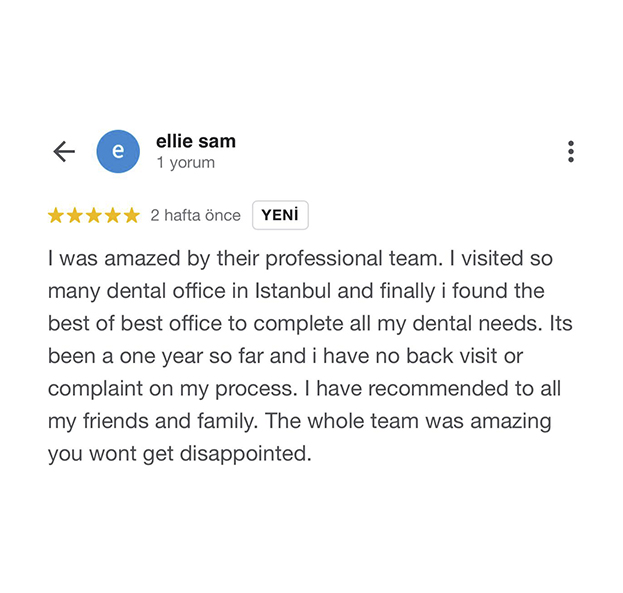 ellie sam
e
1 yorum
2 hafta önce YENİ
I was amazed by their professional team. I visited so
many dental office in Istanbul and finally i found the
best of best office to complete all my dental needs. Its
been a one year so far and i have no back visit or
complaint on my process. I have recommended to all
my friends and family. The whole team was amazing
you wont get disappointed.